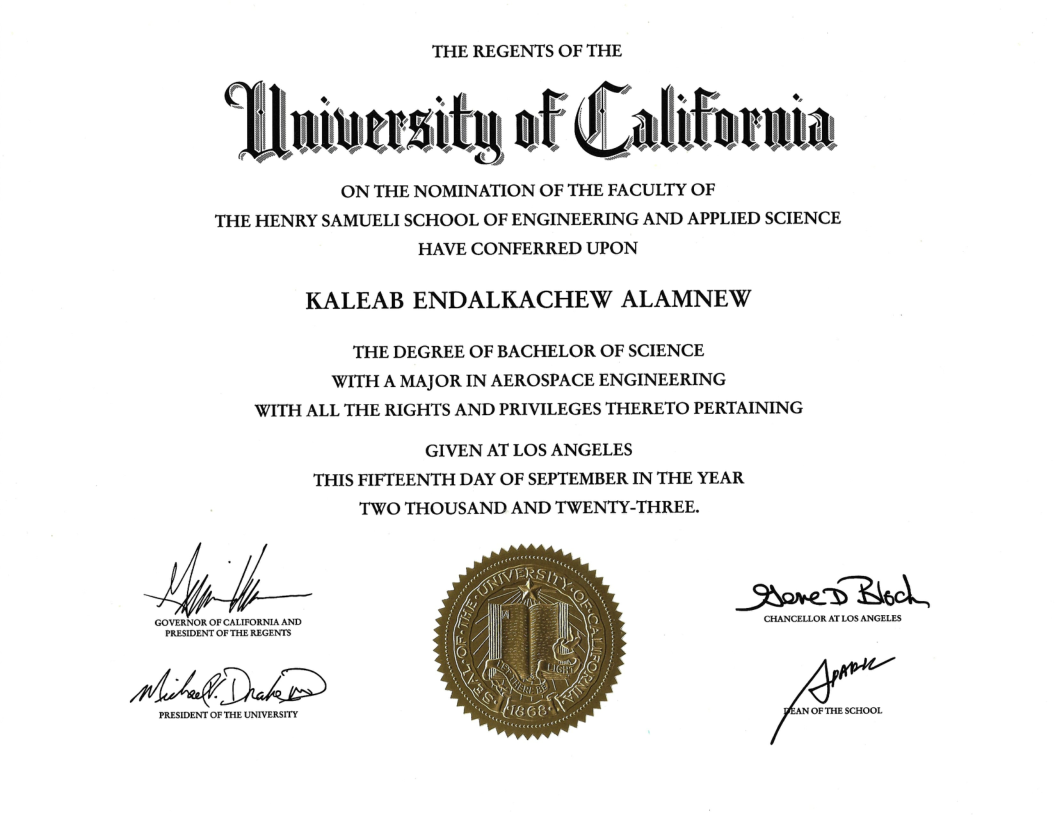 THE REGENTS OF THE
University of California
ON THE NOMINATION OF THE FACULTY OF
THE HENRY SAMUELI SCHOOL OF ENGINEERING AND APPLIED SCIENCE
HAVE CONFERRED UPON
KALEAB ENDALKACHEW ALAMNEW
THE DEGREE OF BACHELOR OF SCIENCE
WITH A MAJOR IN AEROSPACE ENGINEERING
WITH ALL THE RIGHTS AND PRIVILEGES THERETO PERTAINING
GIVEN AT LOS ANGELES
THIS FIFTEENTH DAY OF SEPTEMBER IN THE YEAR
TWO THOUSAND AND TWENTY-THREE.
GOVERNOR OF CALIFORNIA AND
PRESIDENT OF THE REGENTS
Michael V. Drake MD
PRESIDENT OF THE UNIVERSITY
SEAL·OF·THE·UNIVERSITY·OF·CALIFORNIA
LET THERE BE LIGHT
·1868·
Gene D Block
CHANCELLOR AT LOS ANGELES
DEAN OF THE SCHOOL